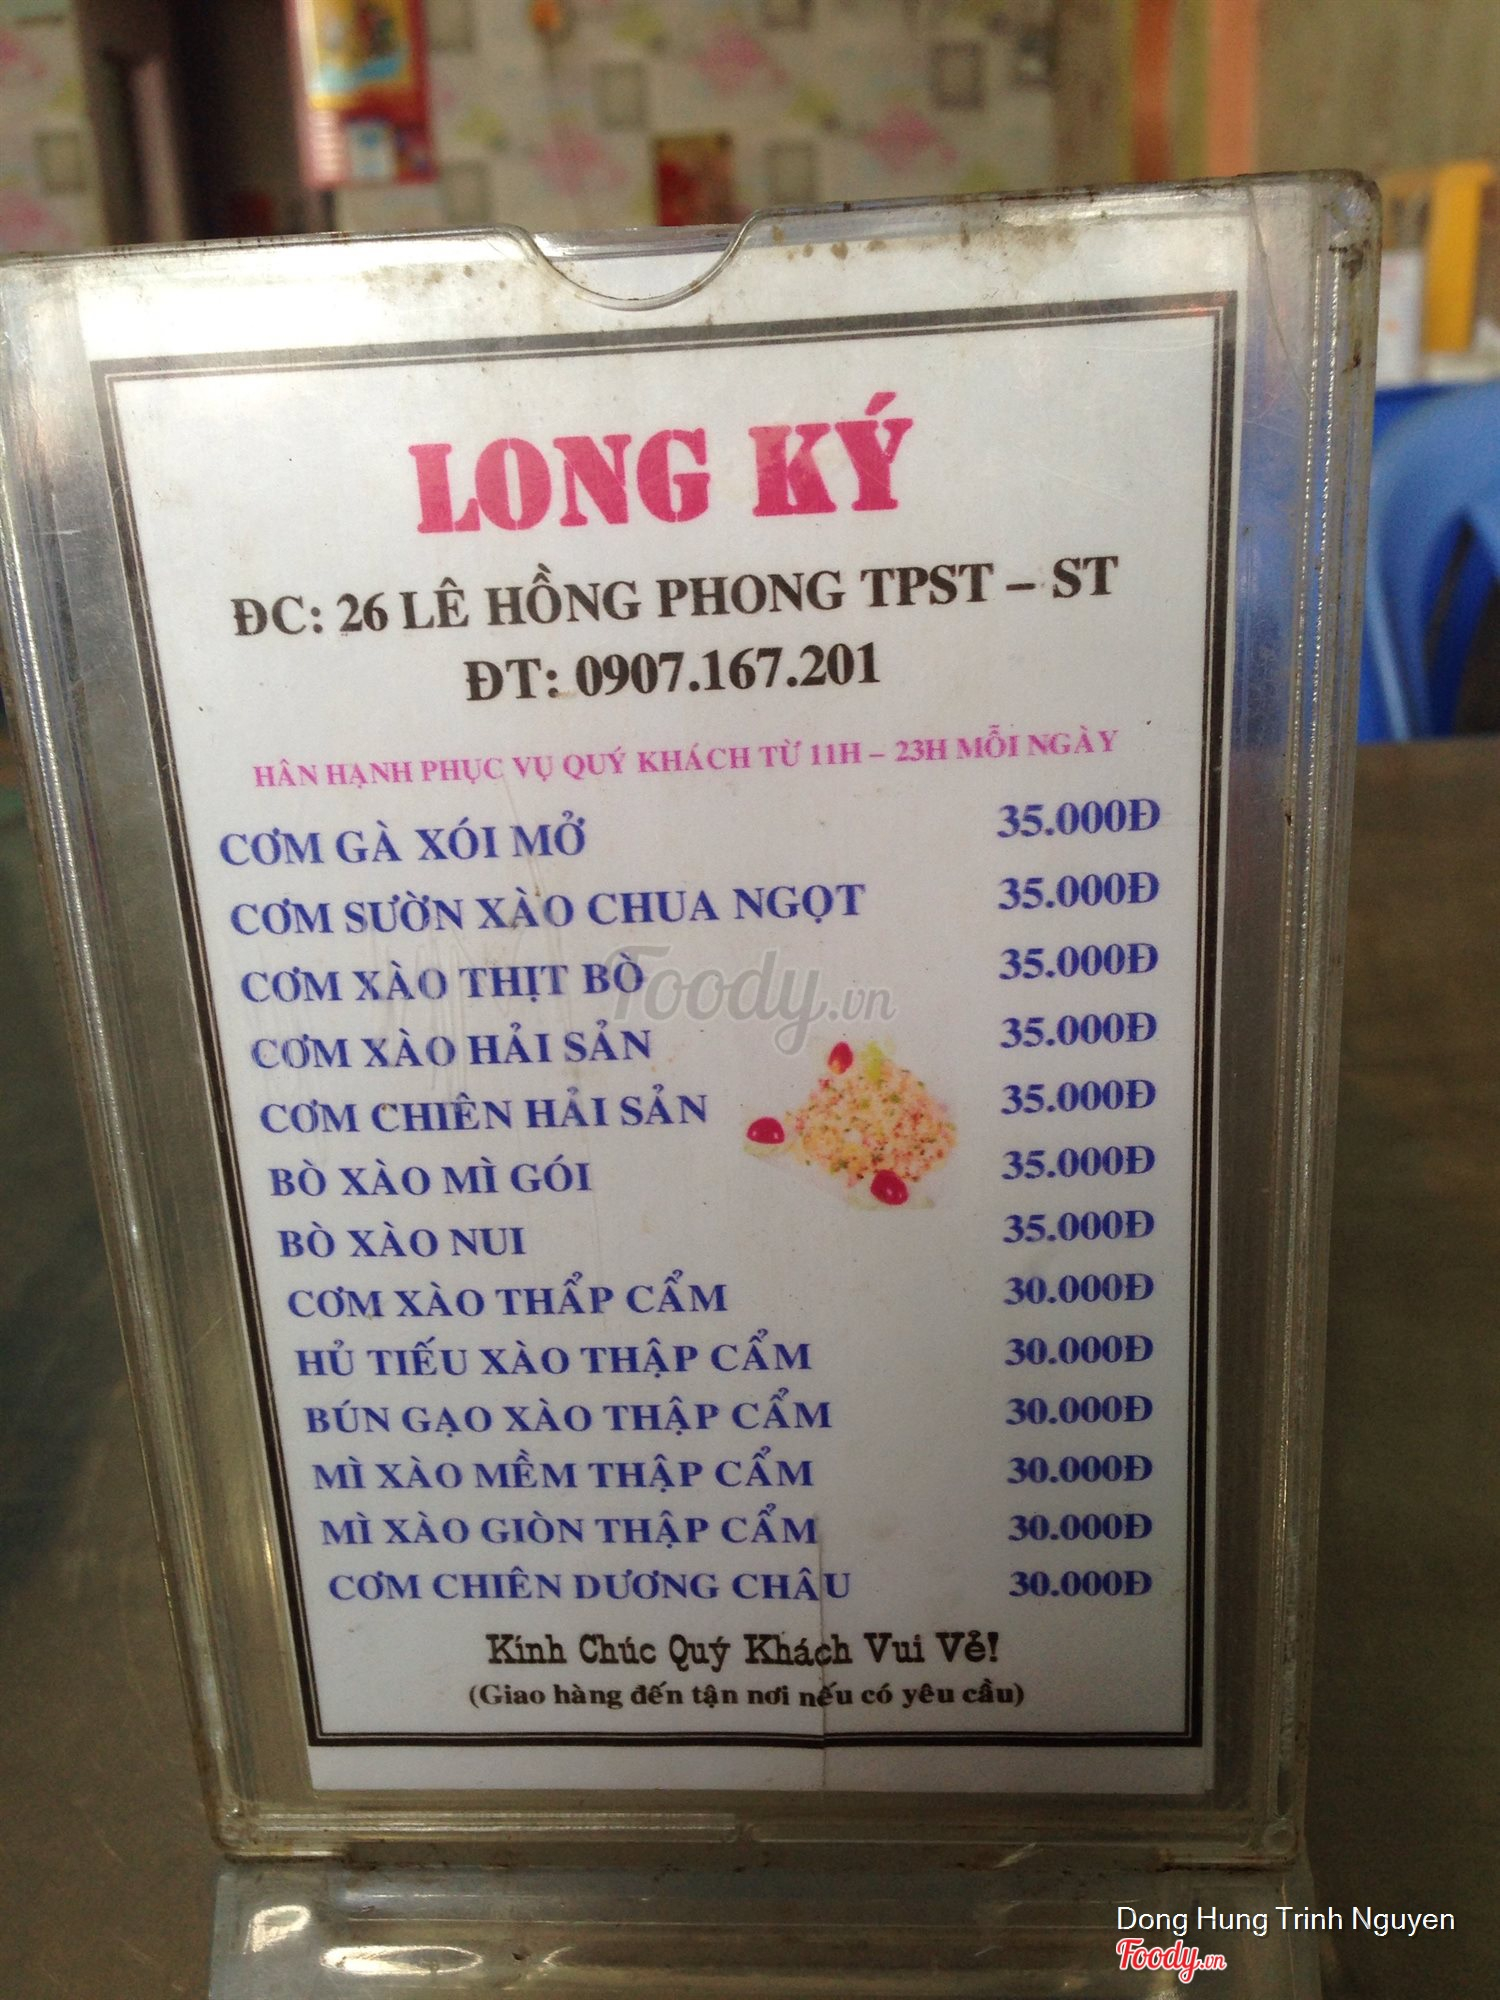 LONG KÝ
ĐC: 26 LÊ HỒNG PHONG TPST – ST
ĐT: 0907.167.201
HÂN HẠNH PHỤC VỤ QUÝ KHÁCH TỪ 11H – 23H MỖI NGÀY
CƠM GÀ XÓI MỞ 35.000Đ
CƠM SƯỜN XÀO CHUA NGỌT 35.000Đ
CƠM XÀO THỊT BÒ 35.000Đ
Foody.vn
CƠM XÀO HẢI SẢN 35.000Đ
CƠM CHIÊN HẢI SẢN 35.000Đ
BÒ XÀO MÌ GÓI 35.000Đ
BÒ XÀO NUI 35.000Đ
CƠM XÀO THẨP CẨM 30.000Đ
HỦ TIẾU XÀO THẬP CẨM 30.000Đ
BÚN GẠO XÀO THẬP CẨM 30.000Đ
MÌ XÀO MỀM THẬP CẨM 30.000Đ
MÌ XÀO GIÒN THẬP CẨM 30.000Đ
CƠM CHIÊN DƯƠNG CHÂU 30.000Đ
Kính Chúc Quý Khách Vui Vẻ!
(Giao hàng đến tận nơi nếu có yêu cầu)
Dong Hung Trinh Nguyen
Foody.vn